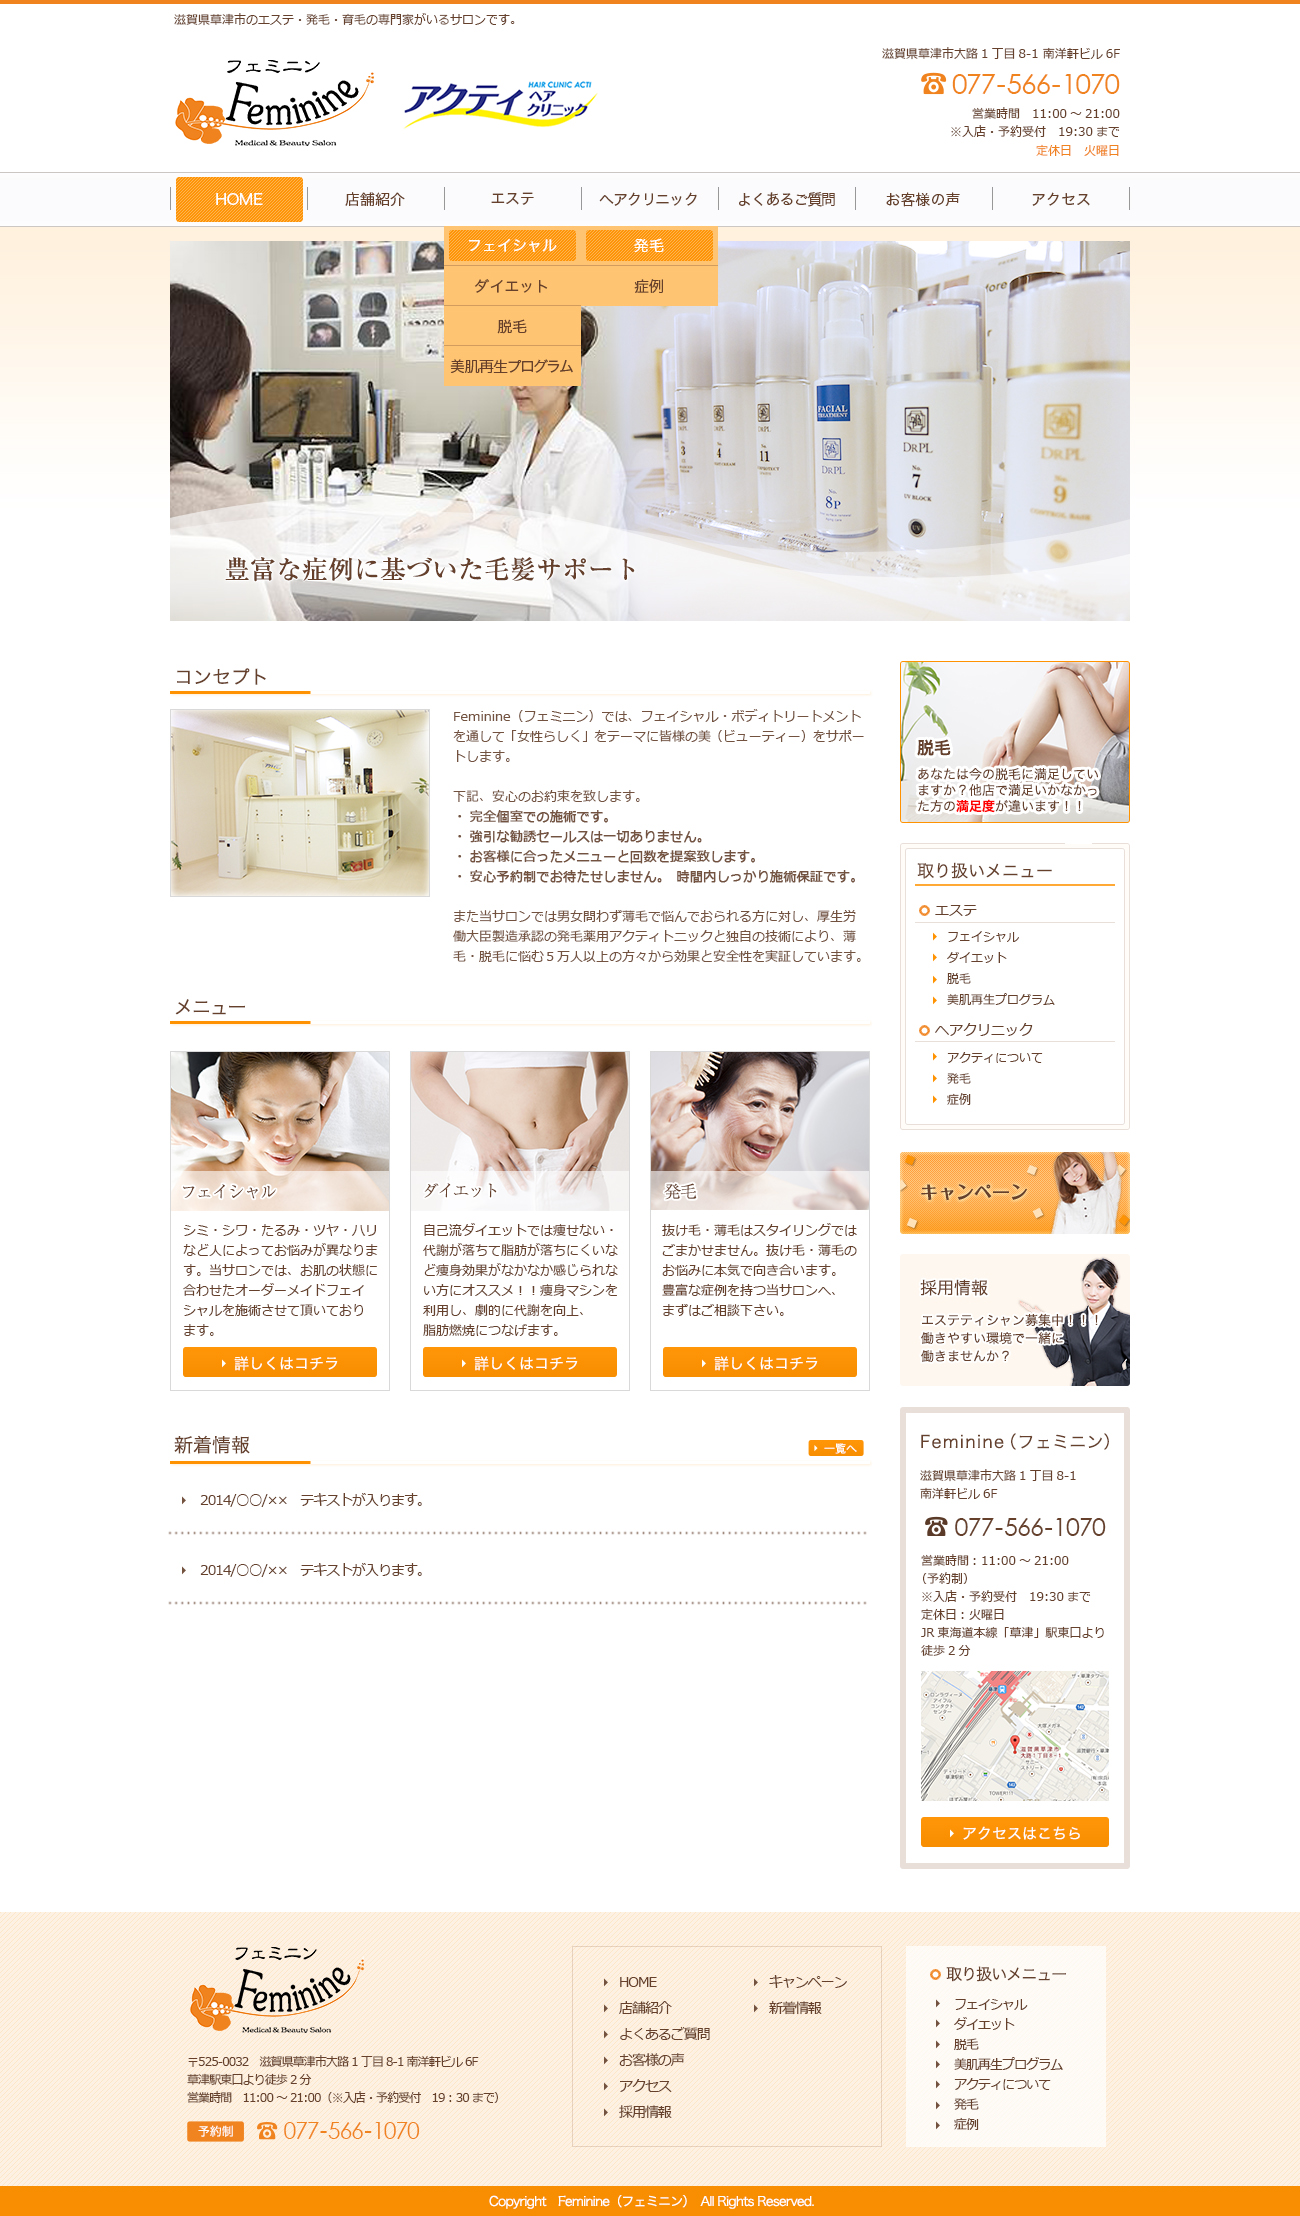 滋賀県草津市のエステ・発毛・育毛の専門家がいるサロンです。
フェミニン
Feminine
Medical & Beauty Salon
HAIR CLINIC ACTI
アクティ ヘア
クリニック
滋賀県草津市大路1丁目8-1 南洋軒ビル6F
077-566-1070
営業時間　11:00～21:00
※入店・予約受付　19:30まで
定休日　火曜日
HOME 店舗紹介 エステ ヘアクリニック よくあるご質問 お客様の声 アクセス
フェイシャル 発毛
ダイエット 症例
脱毛
美肌再生プログラム
FACIAL
TREATMENT
DRPL
No.
8P
DRPL
No.
7
UV BLOCK
UV
DRPL
No.
9
CONTROL BASE
3
4
11
豊富な症例に基づいた毛髪サポート
コンセプト
Feminine（フェミニン）では、フェイシャル・ボディトリートメント
を通して「女性らしく」をテーマに皆様の美（ビューティー）をサポー
トします。
下記、安心のお約束を致します。
・完全個室での施術です。
・強引な勧誘セールスは一切ありません。
・お客様に合ったメニューと回数を提案致します。
・安心予約制でお待たせしません。　時間内しっかり施術保証です。
また当サロンでは男女問わず薄毛で悩んでおられる方に対し、厚生労
働大臣製造承認の発毛薬用アクティトニックと独自の技術により、薄
毛・脱毛に悩む5万人以上の方々から効果と安全性を実証しています。
メニュー
フェイシャル
シミ・シワ・たるみ・ツヤ・ハリ
など人によってお悩みが異なりま
す。当サロンでは、お肌の状態に
合わせたオーダーメイドフェイ
シャルを施術させて頂いており
ます。
詳しくはコチラ
ダイエット
自己流ダイエットでは痩せない・
代謝が落ちて脂肪が落ちにくいな
ど痩身効果がなかなか感じられな
い方にオススメ！！痩身マシンを
利用し、劇的に代謝を向上、
脂肪燃焼につなげます。
詳しくはコチラ
発毛
抜け毛・薄毛はスタイリングでは
ごまかせません。抜け毛・薄毛の
お悩みに本気で向き合います。
豊富な症例を持つ当サロンへ、
まずはご相談下さい。
詳しくはコチラ
新着情報
一覧へ
2014/○○/××　テキストが入ります。
2014/○○/××　テキストが入ります。
脱毛
あなたは今の脱毛に満足してい
ますか？他店で満足いかなかっ
た方の満足度が違います！！
取り扱いメニュー
エステ
フェイシャル
ダイエット
脱毛
美肌再生プログラム
ヘアクリニック
アクティについて
発毛
症例
キャンペーン
採用情報
エステティシャン募集中！！！
働きやすい環境で一緒に
働きませんか？
Feminine（フェミニン）
滋賀県草津市大路1丁目8-1
南洋軒ビル6F
077-566-1070
営業時間：11:00～21:00
（予約制）
※入店・予約受付　19:30まで
定休日：火曜日
JR東海道本線「草津」駅東口より
徒歩2分
滋賀県草津市
大路1丁目8-1
アクセスはこちら
フェミニン
Feminine
Medical & Beauty Salon
〒525-0032　滋賀県草津市大路1丁目8-1 南洋軒ビル6F
草津駅東口より徒歩2分
営業時間　11:00～21:00（※入店・予約受付　19：30まで）
予約制 077-566-1070
HOME
店舗紹介
よくあるご質問
お客様の声
アクセス
採用情報
キャンペーン
新着情報
取り扱いメニュー
フェイシャル
ダイエット
脱毛
美肌再生プログラム
アクティについて
発毛
症例
Copyright　Feminine（フェミニン）　All Rights Reserved.